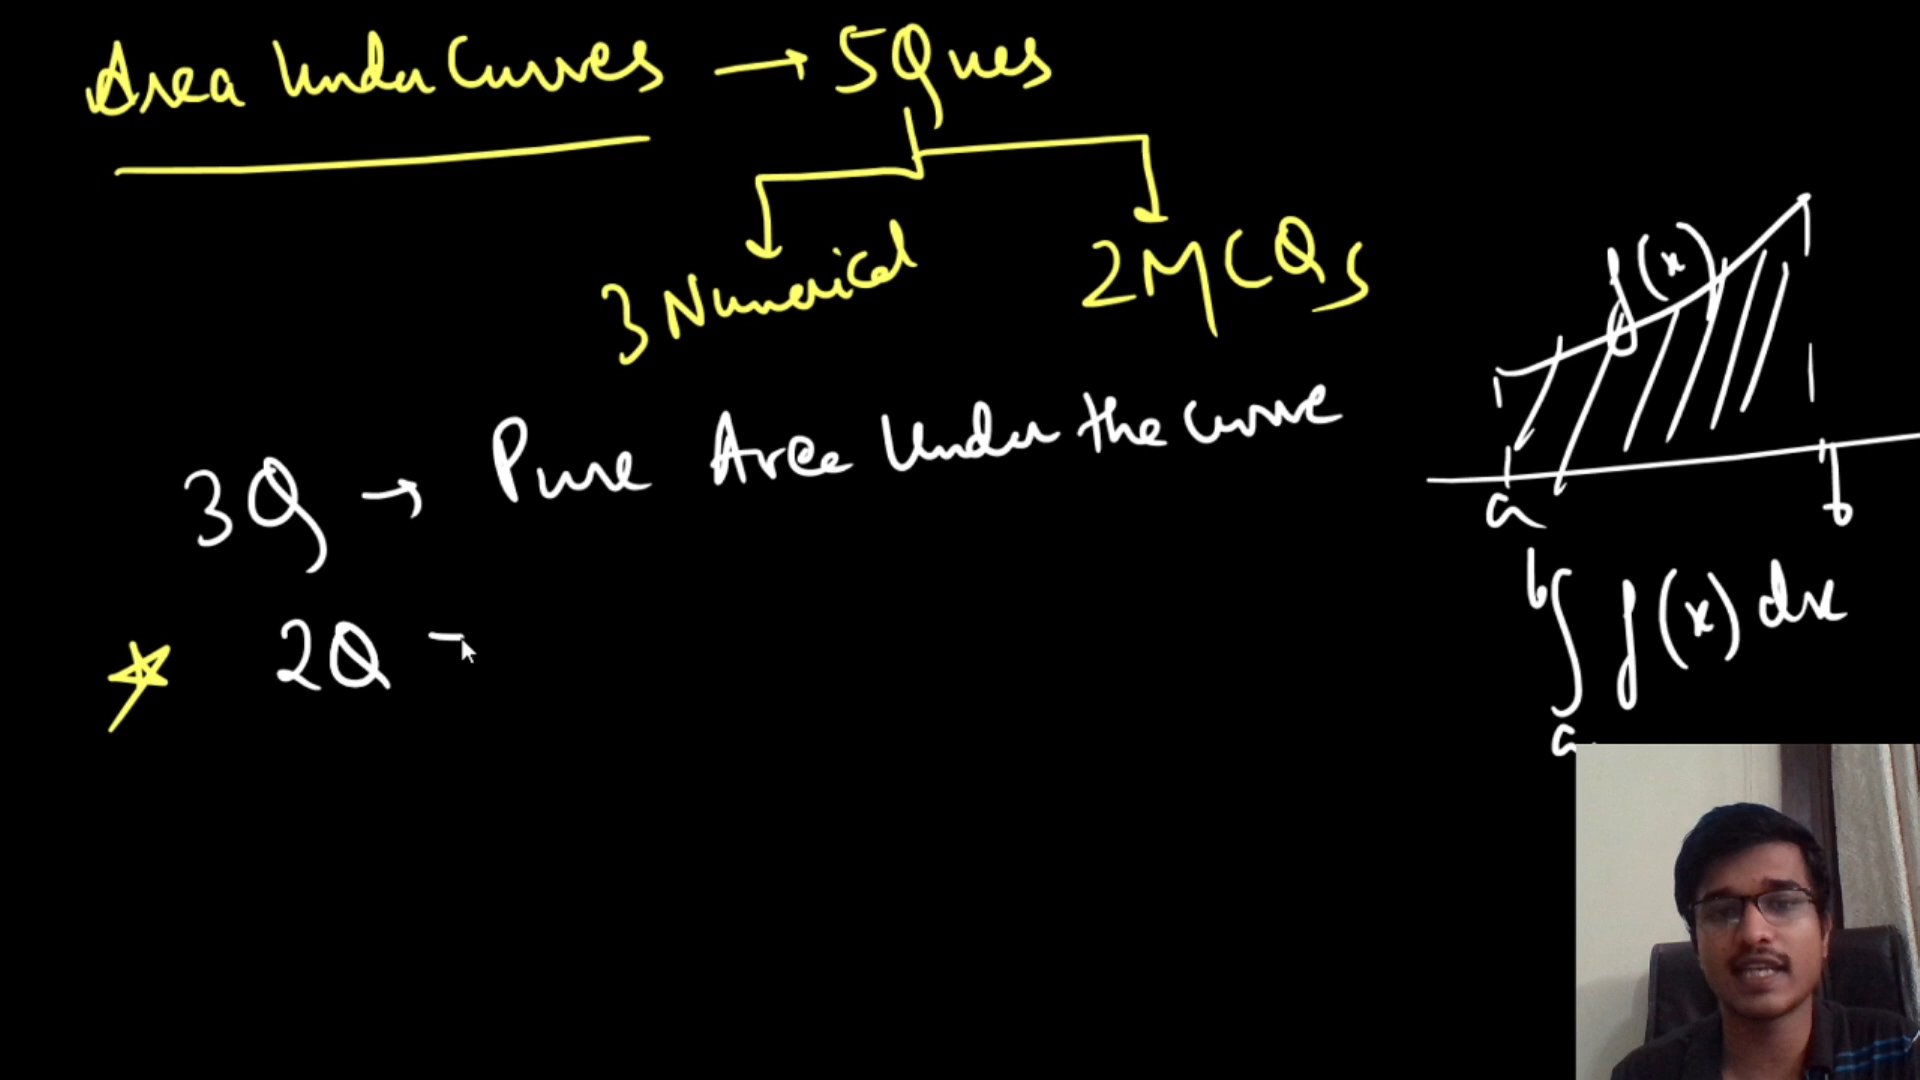 Area Under Curves → 5Ques
3 Numerical
2MCQs
3Q → Pure Area Under the curve
2Q -
f(x)
a
b
b
∫ f(x) dx
a